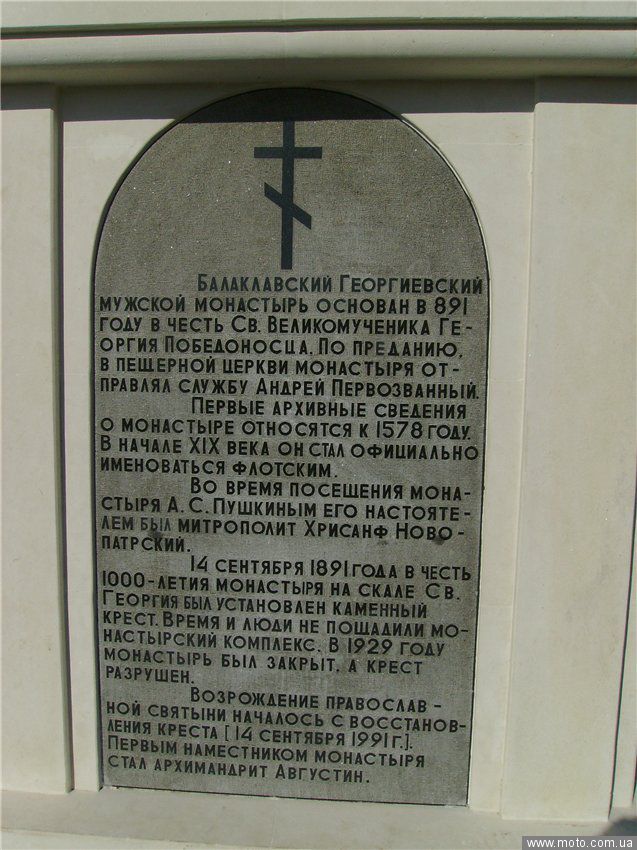 Балаклавский Георгиевский
мужской монастырь основан в 891
году в честь Св. Великомученика Ге-
оргия Победоносца. По преданию,
в пещерной церкви монастыря от-
правлял службу Андрей Первозванный.
Первые архивные сведения
о монастыре относятся к 1578 году.
В начале XIX века он стал официально
именоваться флотским.
Во время посещения мона-
стыря А. С. Пушкиным его настояте-
лем был митрополит Хрисанф Ново-
патрский.
14 сентября 1891 года в честь
1000-летия монастыря на скале Св.
Георгия был установлен каменный
крест. Время и люди не пощадили мо-
настырский комплекс. В 1929 году
монастырь был закрыт, а крест
разрушен.
Возрождение православ-
ной святыни началось с восстанов-
ления креста [14 сентября 1991 г.].
Первым наместником монастыря
стал архимандрит Августин.
www.moto.com.ua